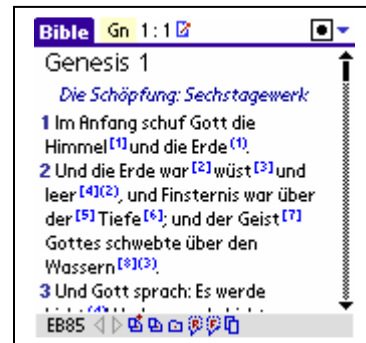 Bible Gn 1:1
Genesis 1
Die Schöpfung: Sechstagewerk
1 Im Anfang schuf Gott die
Himmel [1] und die Erde (1).
2 Und die Erde war [2] wüst [3] und
leer [4](2), und Finsternis war über
der [5] Tiefe [6]; und der Geist [7]
Gottes schwebte über den
Wassern [8](3).
3 Und Gott sprach: Es werde
EB85